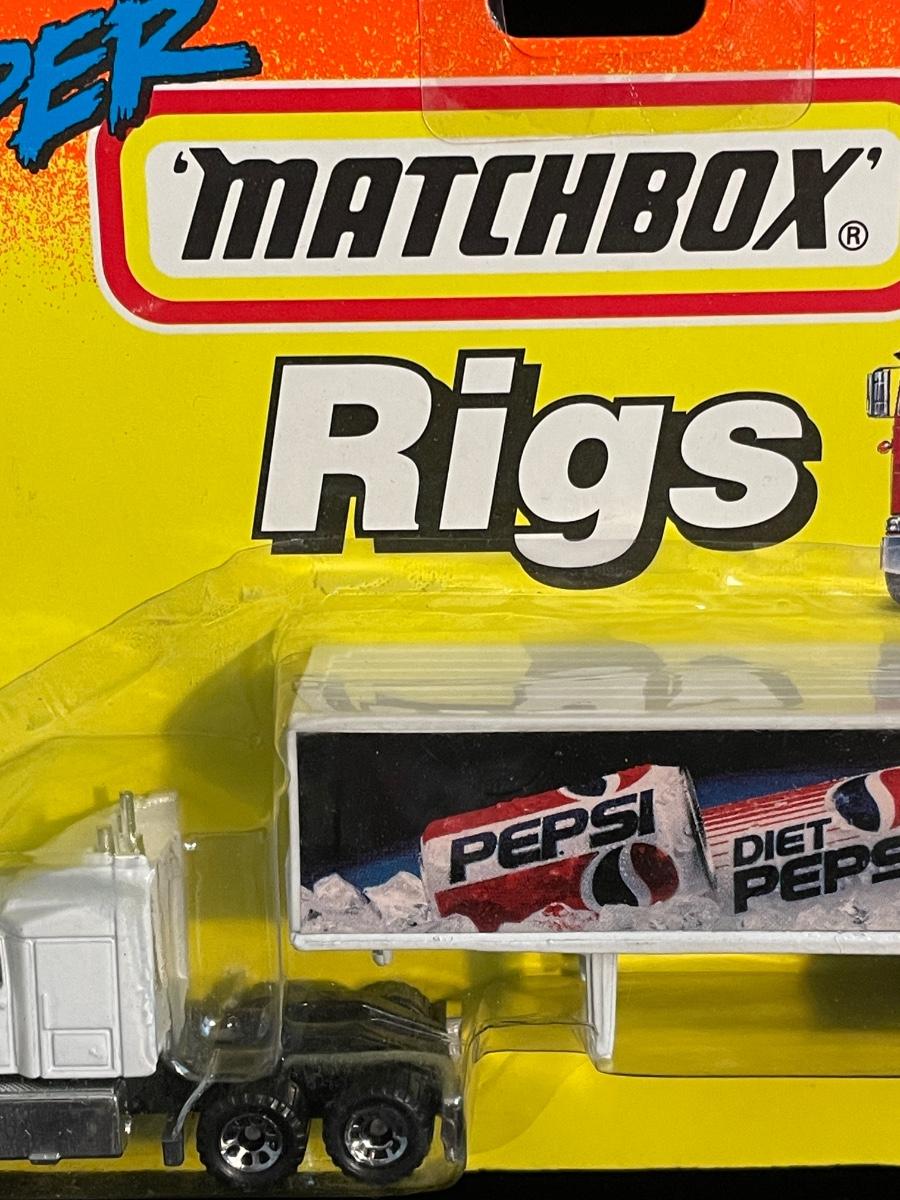 PER
'MATCHBOX'®
Rigs
PEPSI
DIET
PEPS